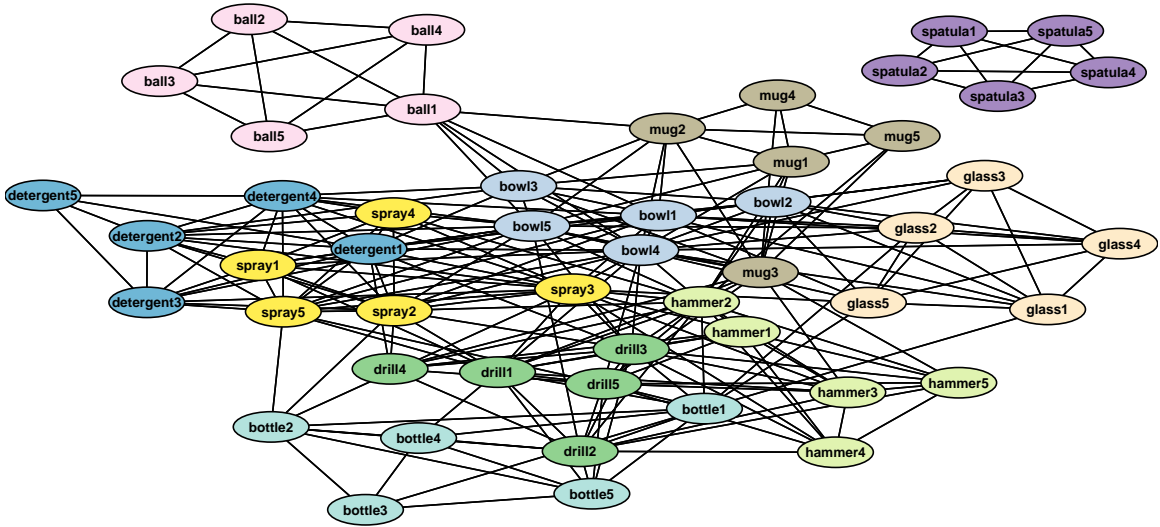 ball2
ball4
spatula1
spatula5
ball3
spatula2
spatula4
spatula3
mug4
ball1
ball5
mug2
mug5
mug1
glass3
detergent5
detergent4
bowl3
spray4
bowl1
bowl2
detergent2
bowl5
glass2
detergent1
bowl4
glass4
spray1
mug3
detergent3
spray3
hammer2
glass5
spray5
spray2
glass1
hammer1
drill3
drill4
drill1
drill5
hammer3
hammer5
bottle1
bottle2
bottle4
drill2
hammer4
bottle5
bottle3